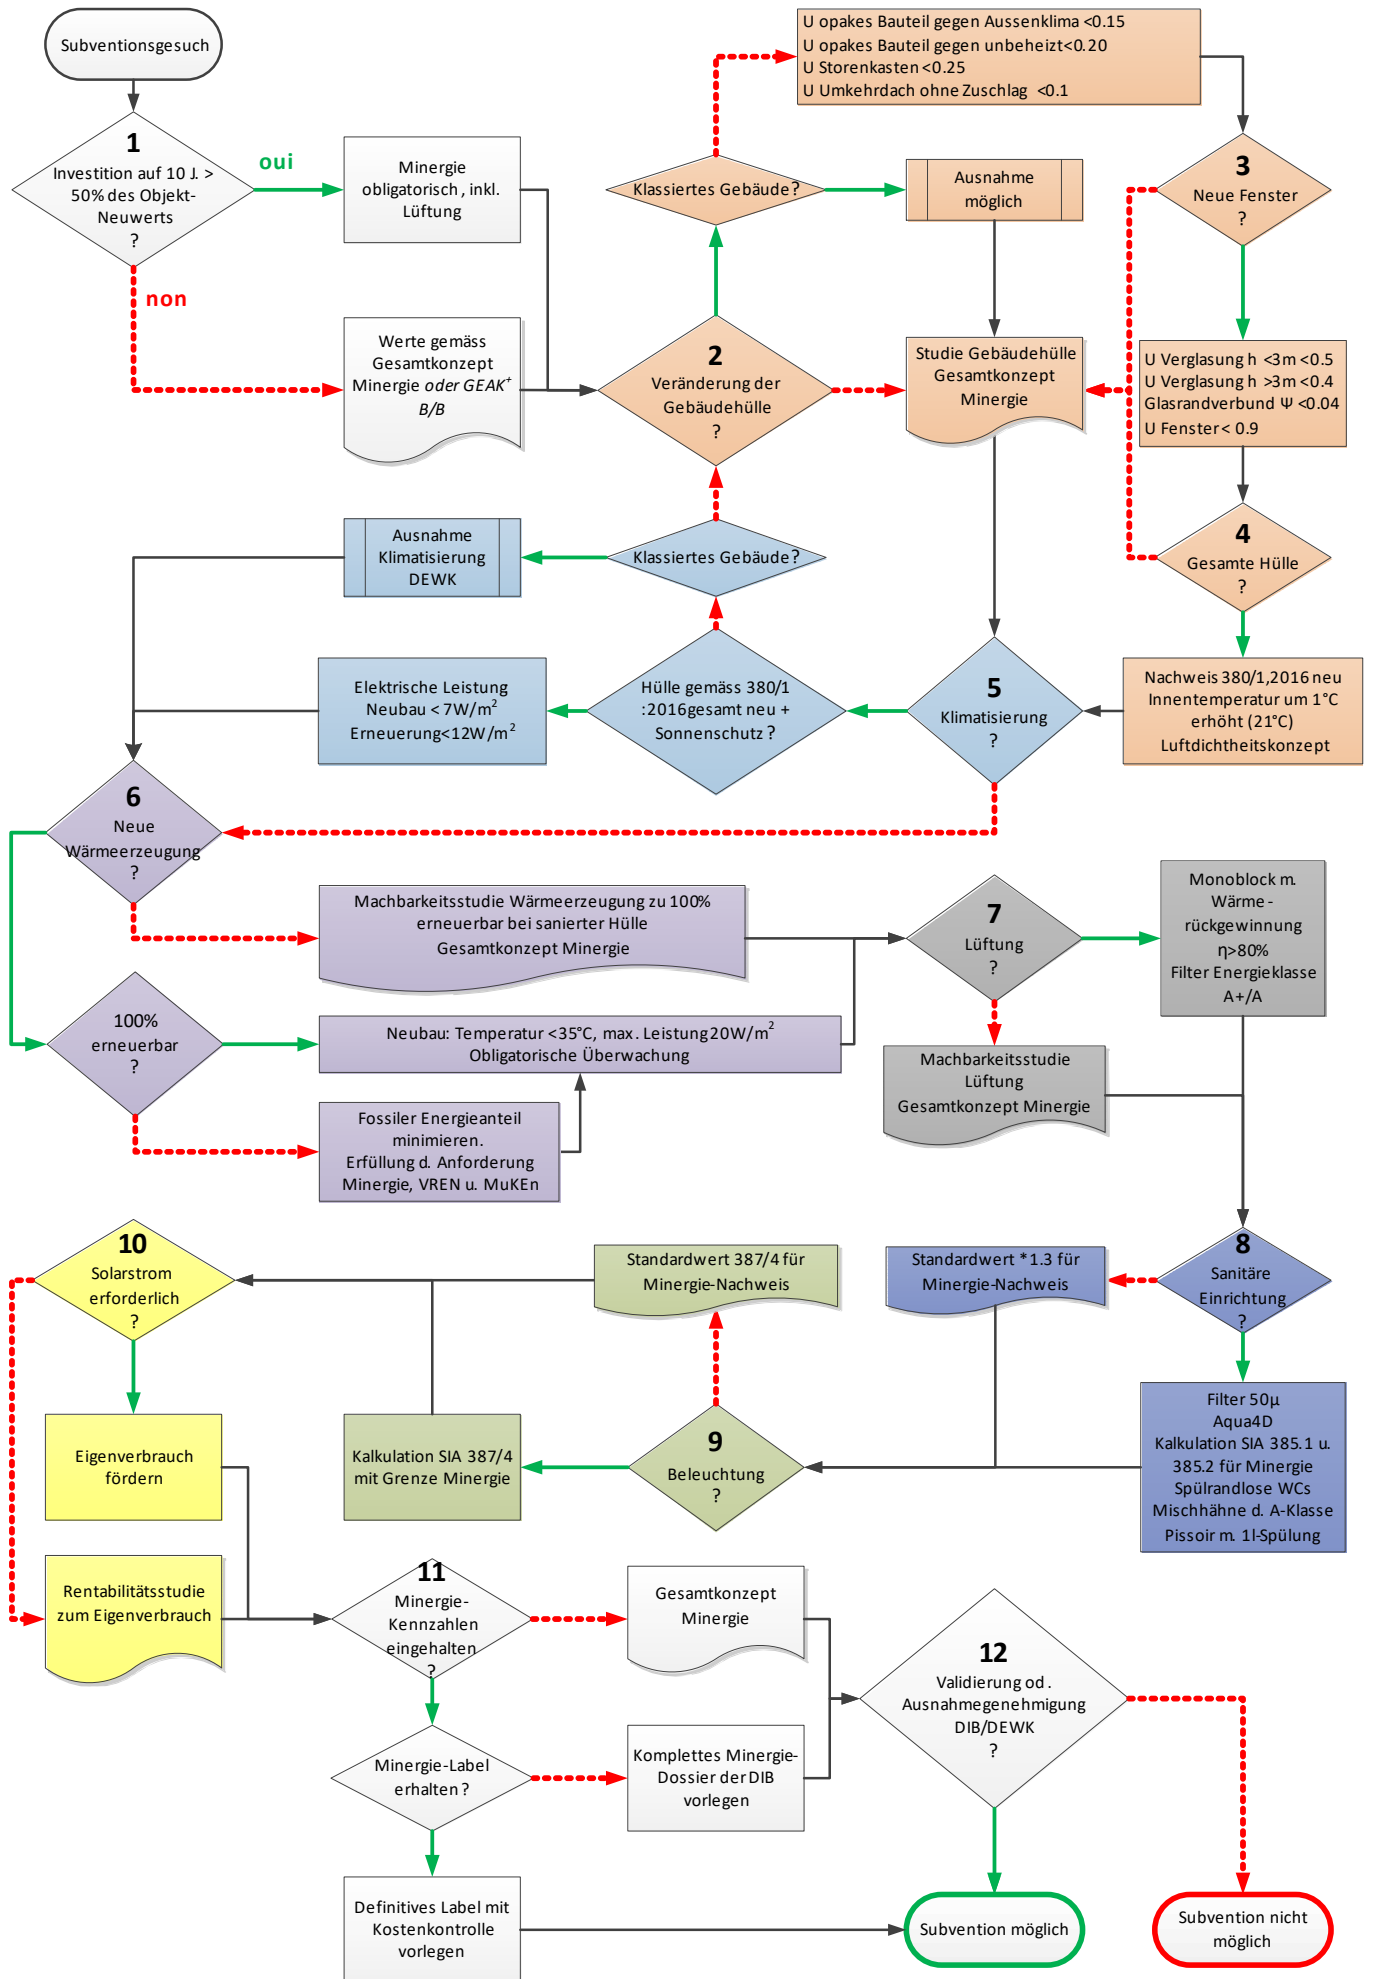 Subventionsgesuch
1
Investition auf 10 J. >
50% des Objekt-
Neuwerts
?
oui
non
Minergie
obligatorisch, inkl.
Lüftung
Werte gemäss
Gesamtkonzept
Minergie oder GEAK+
B/B
U opakes Bauteil gegen Aussenklima <0.15
U opakes Bauteil gegen unbeheizt<0.20
U Storenkasten <0.25
U Umkehrdach ohne Zuschlag <0.1
Klassiertes Gebäude?
Ausnahme
möglich
2
Veränderung der
Gebäudehülle
?
Studie Gebäudehülle
Gesamtkonzept
Minergie
3
Neue Fenster
?
U Verglasung h <3m <0.5
U Verglasung h >3m <0.4
Glasrandverbund Ψ <0.04
U Fenster < 0.9
4
Gesamte Hülle
?
Nachweis 380/1,2016 neu
Innentemperatur um 1°C
erhöht (21°C)
Luftdichtheitskonzept
Ausnahme
Klimatisierung
DEWK
Klassiertes Gebäude?
Elektrische Leistung
Neubau < 7W/m²
Erneuerung<12W/m²
Hülle gemäss 380/1
:2016gesamt neu +
Sonnenschutz ?
5
Klimatisierung
?
6
Neue
Wärmeerzeugung
?
Machbarkeitsstudie Wärmeerzeugung zu 100%
erneuerbar bei sanierter Hülle
Gesamtkonzept Minergie
100%
erneuerbar
?
Neubau: Temperatur <35°C, max. Leistung 20W/m²
Obligatorische Überwachung
Fossiler Energieanteil
minimieren.
Erfüllung d. Anforderung
Minergie, VREN u. MuKEn
7
Lüftung
?
Monoblock m.
Wärme-
rückgewinnung
η>80%
Filter Energieklasse
A+/A
Machbarkeitsstudie
Lüftung
Gesamtkonzept Minergie
8
Sanitäre
Einrichtung
?
Standardwert *1.3 für
Minergie-Nachweis
Filter 50µ
Aqua4D
Kalkulation SIA 385.1 u.
385.2 für Minergie
Spülrandlose WCs
Mischhähne d. A-Klasse
Pissoir m. 1l-Spülung
Standardwert 387/4 für
Minergie-Nachweis
9
Beleuchtung
?
Kalkulation SIA 387/4
mit Grenze Minergie
10
Solarstrom
erforderlich
?
Eigenverbrauch
fördern
Rentabilitätsstudie
zum Eigenverbrauch
11
Minergie-
Kennzahlen
eingehalten
?
Gesamtkonzept
Minergie
Minergie-Label
erhalten ?
Komplettes Minergie-
Dossier der DIB
vorlegen
12
Validierung od.
Ausnahmegenehmigung
DIB/DEWK
?
Definitives Label mit
Kostenkontrolle
vorlegen
Subvention möglich
Subvention nicht
möglich